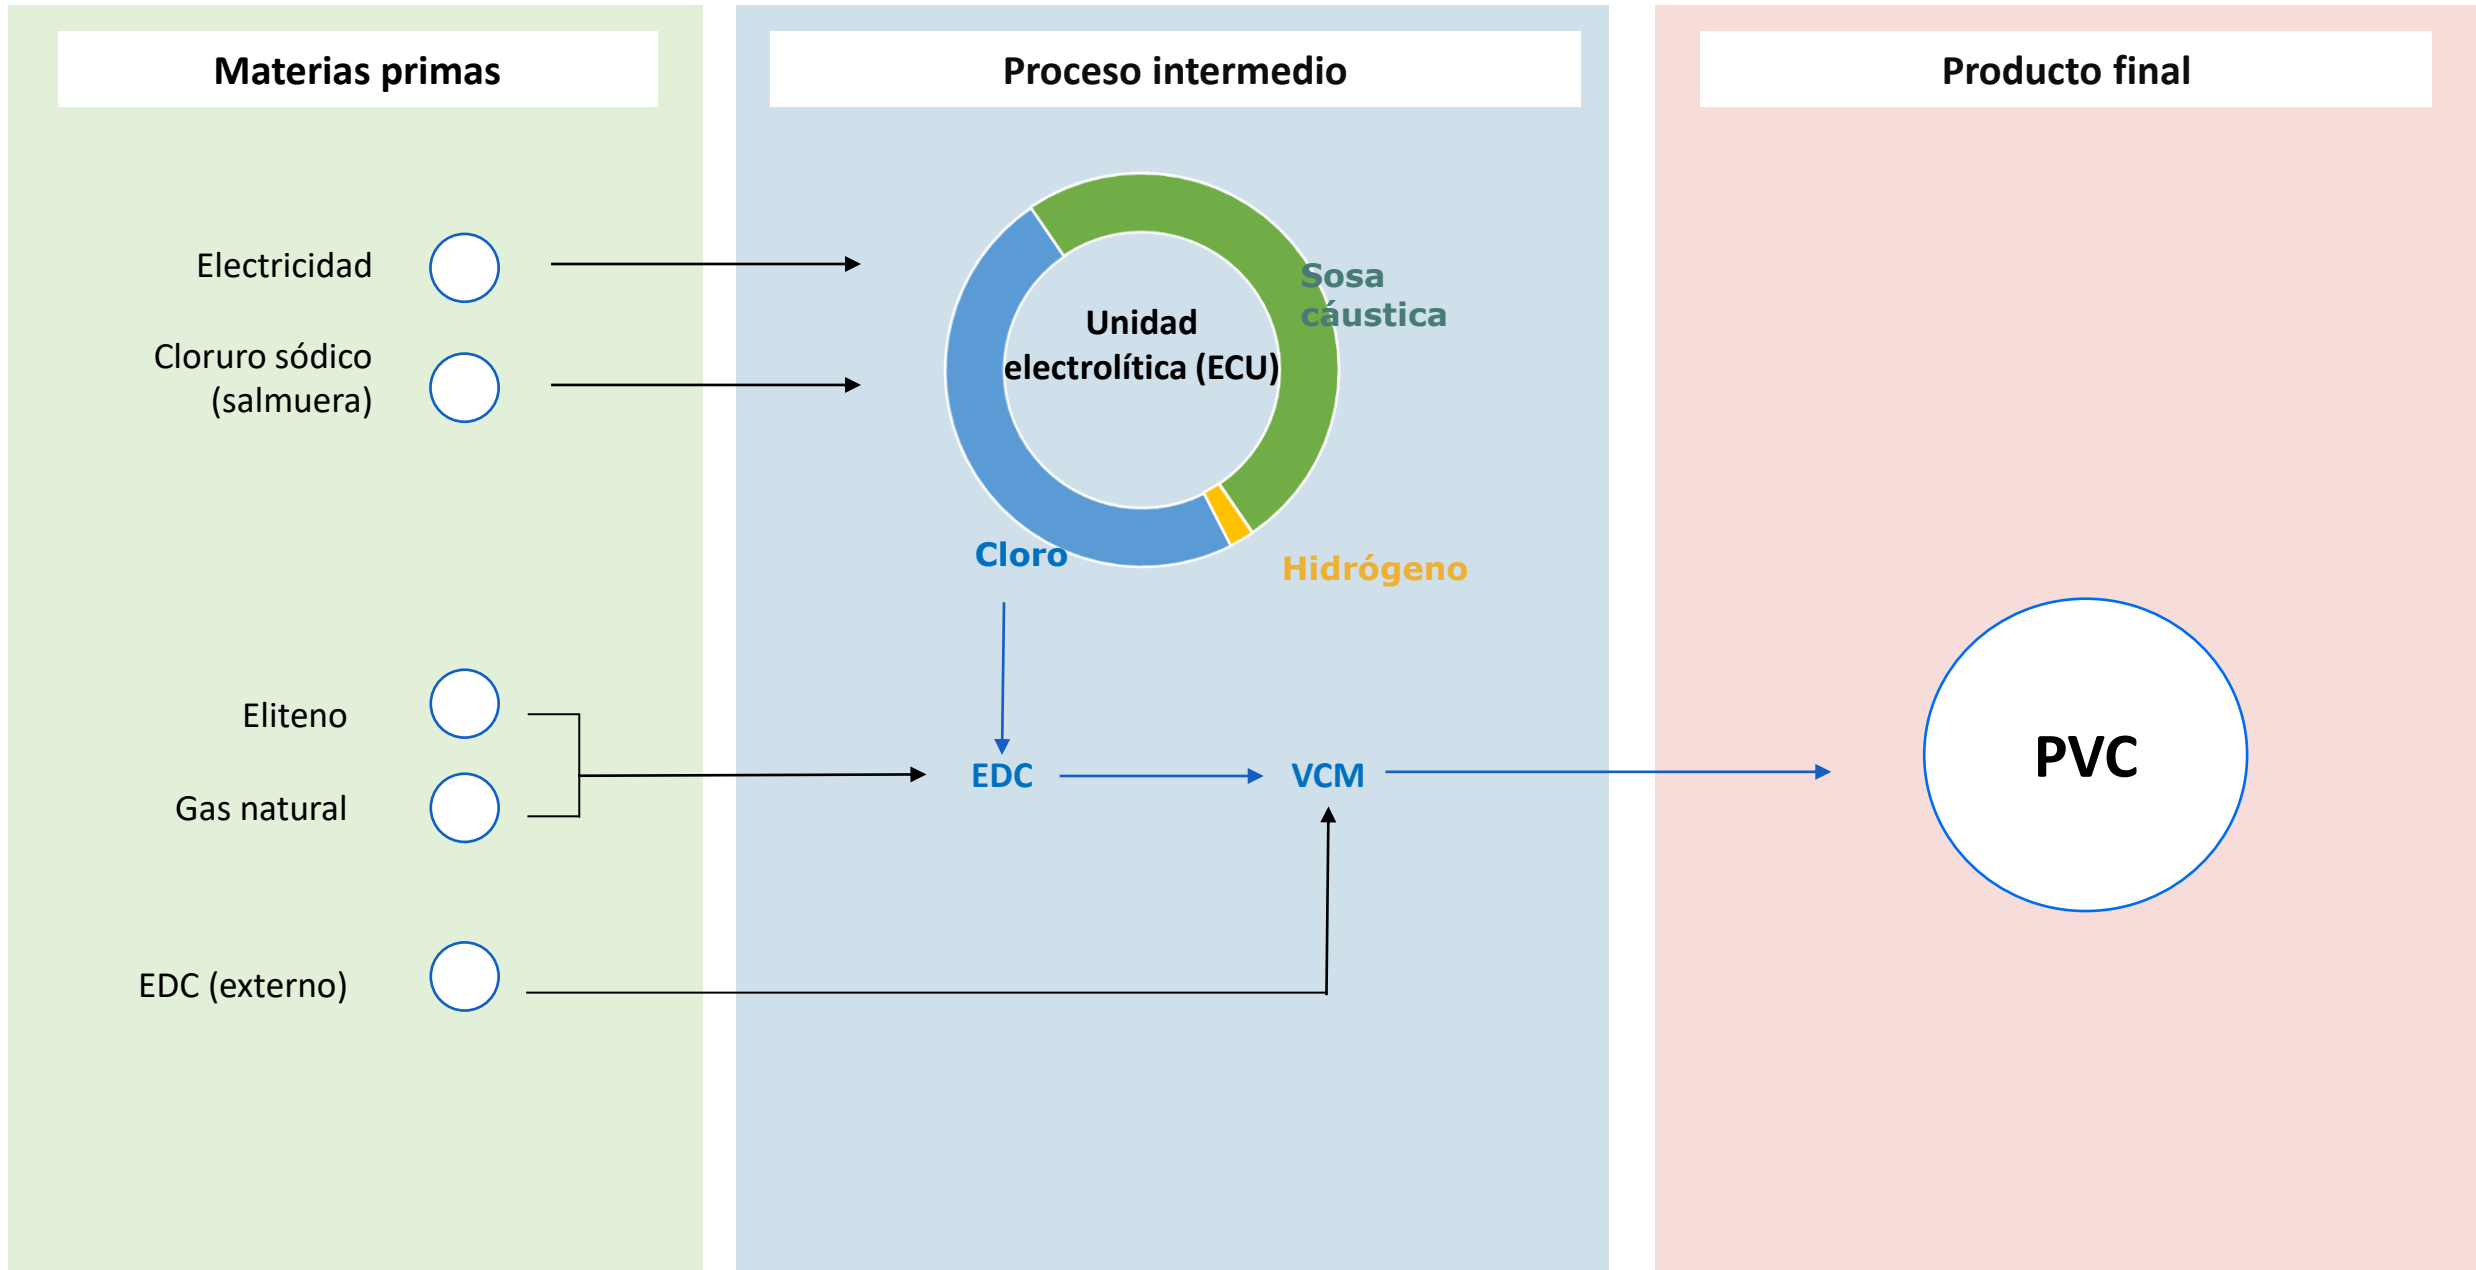 Materias primas
Proceso intermedio
Producto final
Electricidad
Cloruro sódico
(salmuera)
Unidad
electrolítica (ECU)
Sosa
cáustica
Cloro
Hidrógeno
Eliteno
Gas natural
EDC
VCM
PVC
EDC (externo)